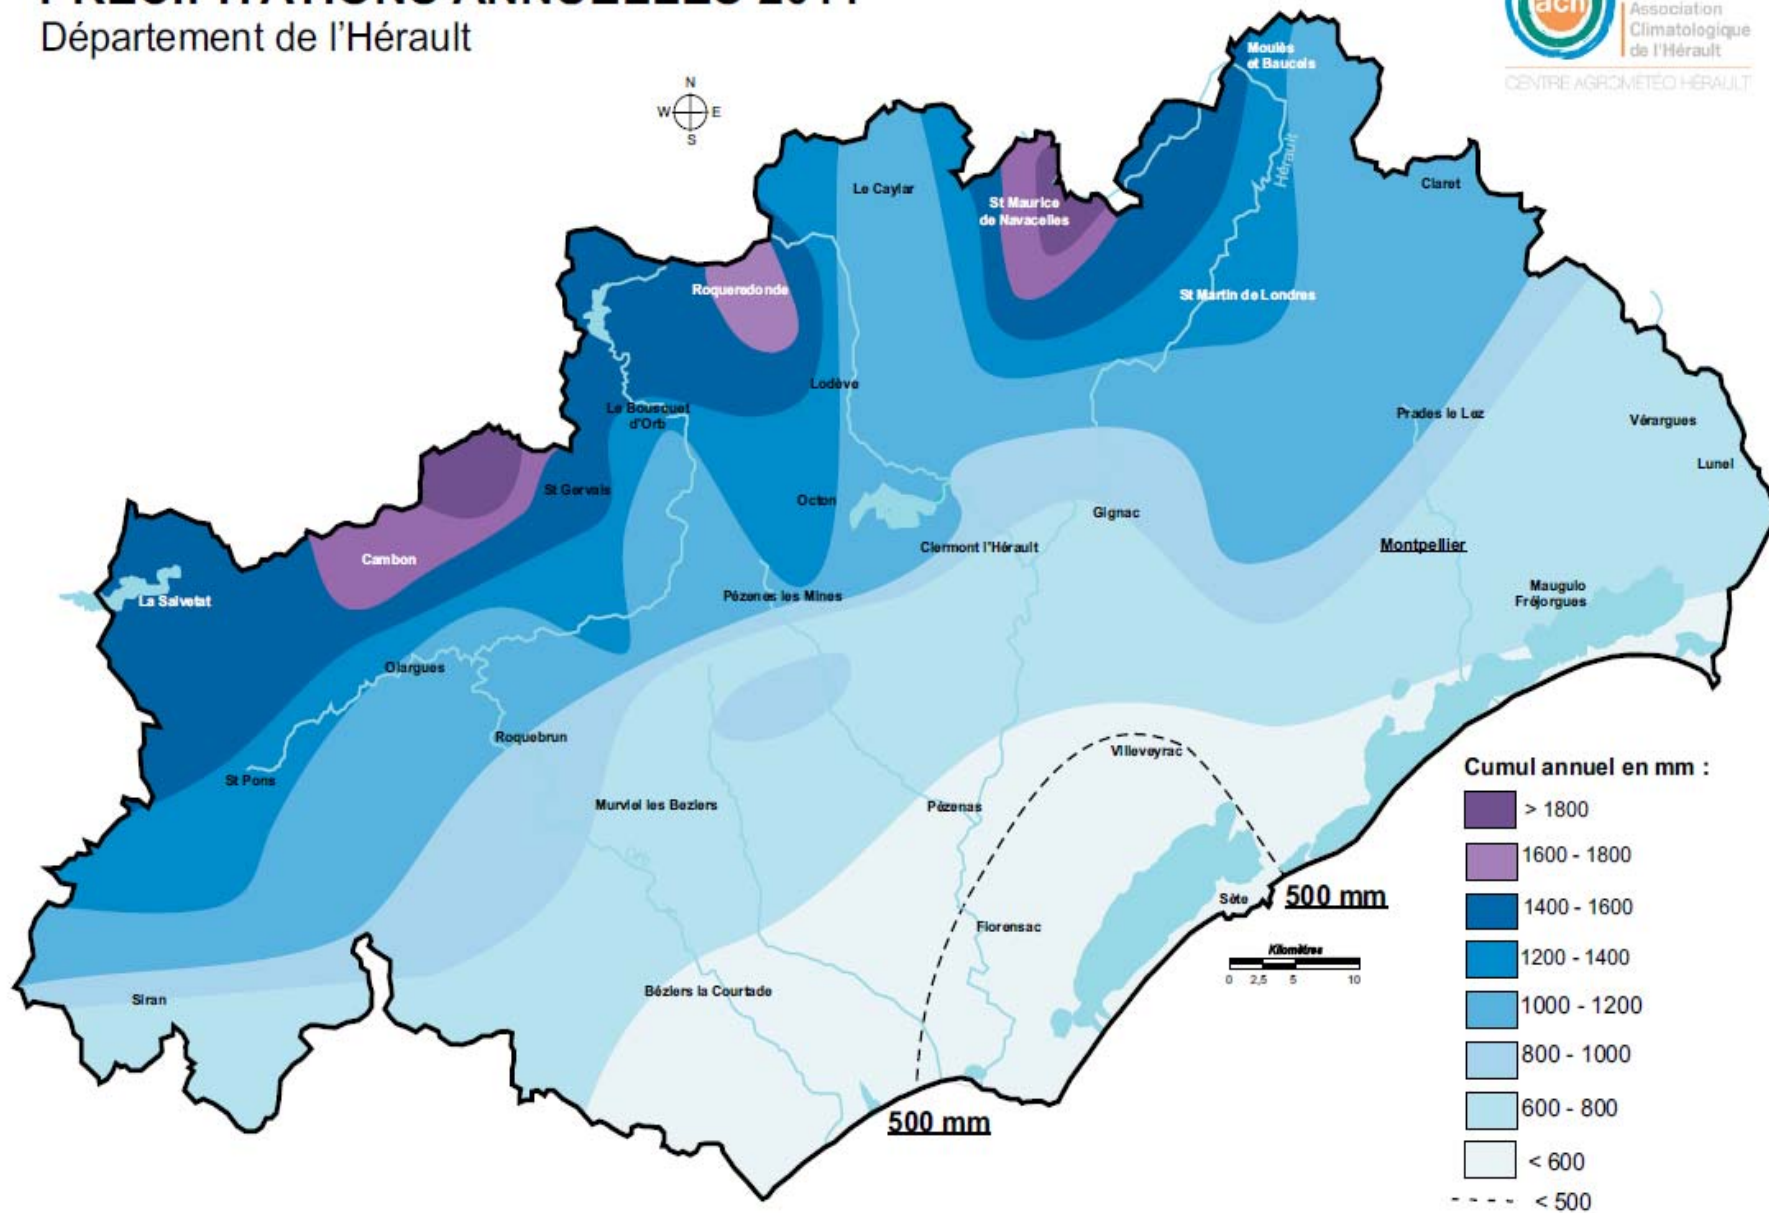 Département de l'Hérault
ach
Association
Climatologique
de l'Hérault
CENTRE AGROMÉTÉO HÉRAULT
N
W E
S
Moulès
et Baucels
Hérault
Le Caylar
Claret
St Maurice
de Navacelles
Roqueredonde
St Martin de Londres
Lodève
Le Bousquet
d'Orb
Prades le Lez
Vérargues
Lunel
St Gervais
Octon
Gignac
Cambon
Clermont l'Hérault
Montpellier
La Salvetat
Pézenes les Mines
Mauguio
Fréjorgues
Olargues
Roquebrun
Villeveyrac
St Pons
Murviel les Beziers
Pézenas
Orb
Sète
500 mm
Florensac
Siran
Béziers la Courtade
500 mm
Kilomètres
0 2,5 5 10
Cumul annuel en mm :
> 1800
1600 - 1800
1400 - 1600
1200 - 1400
1000 - 1200
800 - 1000
600 - 800
< 600
< 500